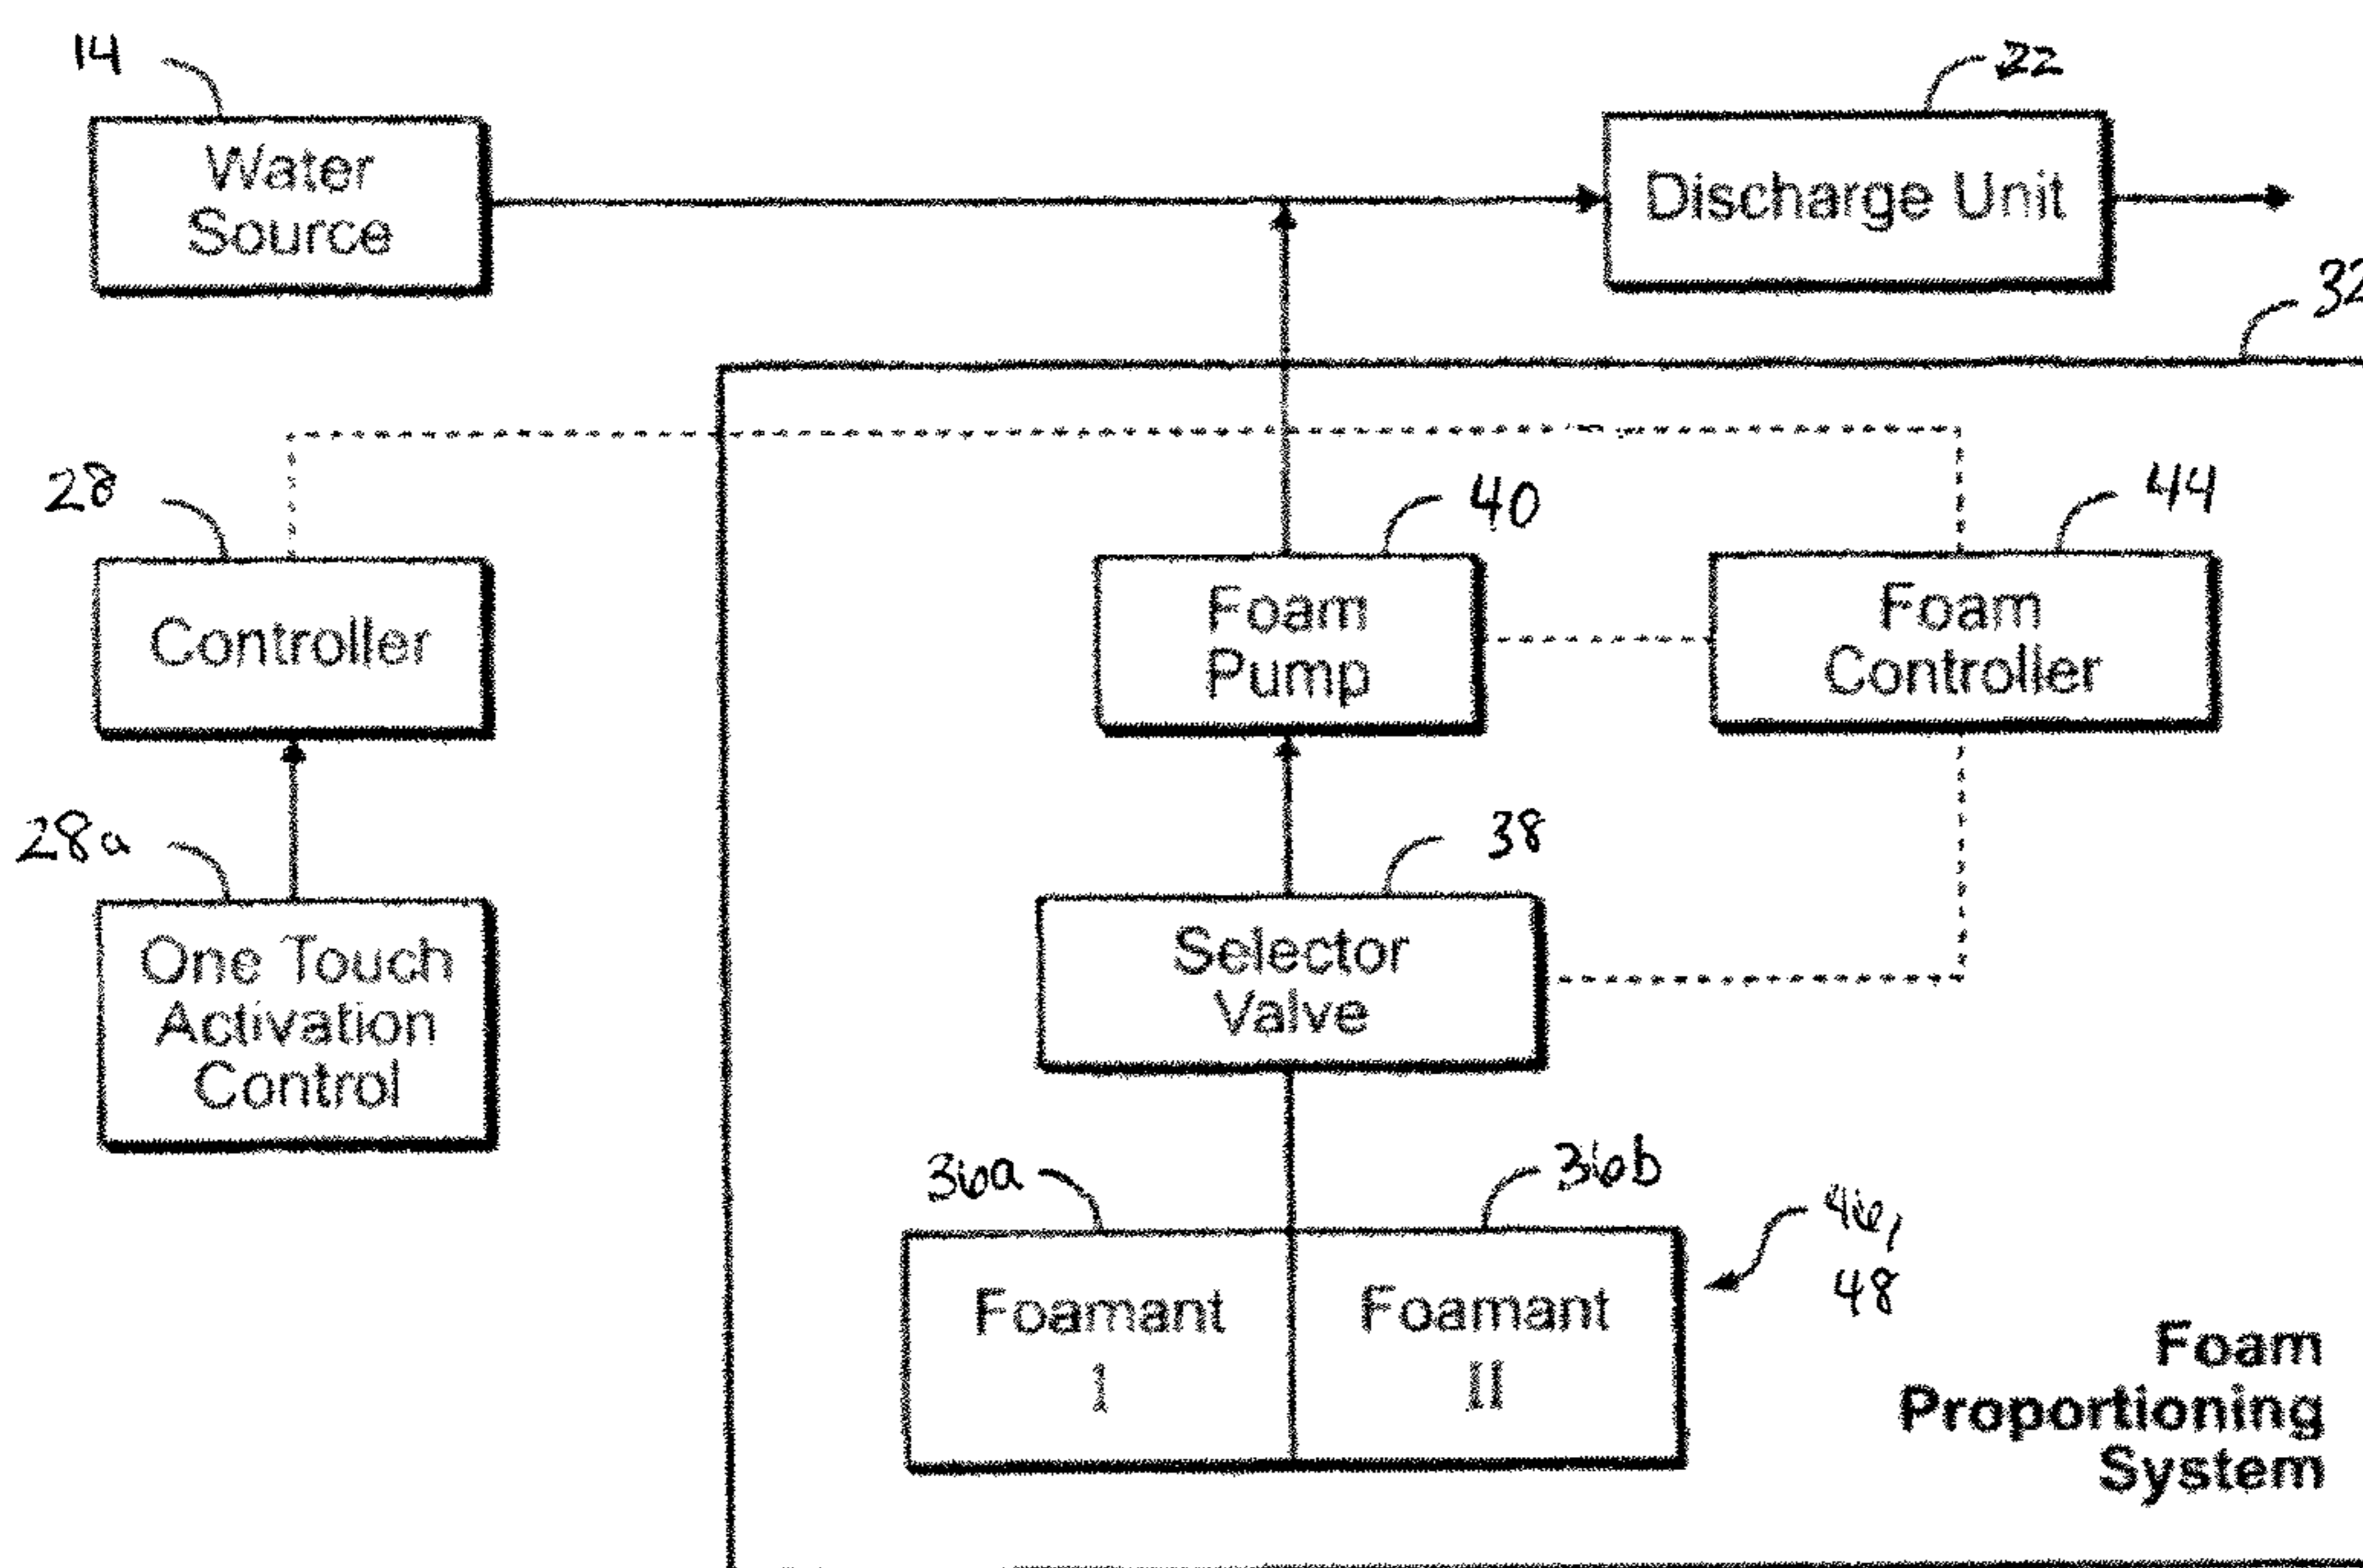 14
22
Water
Source
Discharge Unit
32
28
40
44
Controller
Foam
Pump
Foam
Controller
28a
38
One Touch
Activation
Control
Selector
Valve
36a
36b
46,
48
Foamant
I
Foamant
II
Foam
Proportioning
System